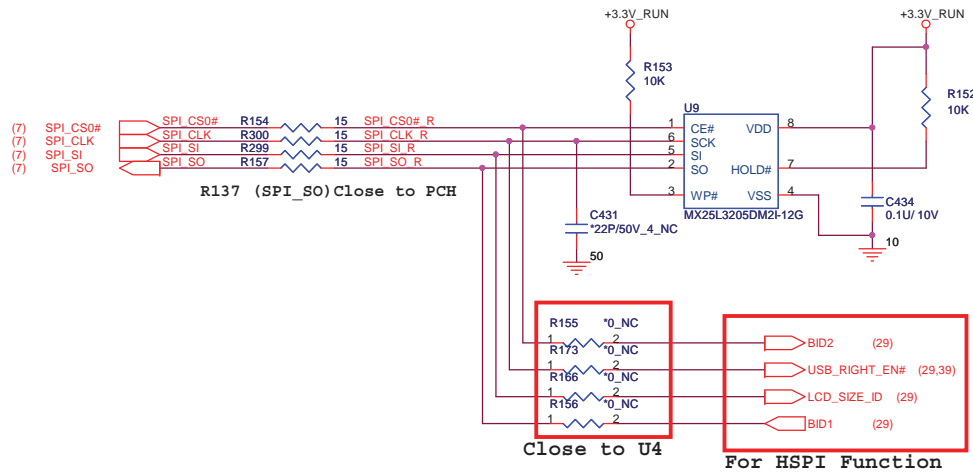 +3.3V_RUN
+3.3V_RUN
R153
10K
R152
10K
U9
(7) SPI_CS0# SPI_CS0# R154 15 SPI_CS0#_R 1 CE# VDD 8
(7) SPI_CLK SPI_CLK R300 15 SPI_CLK_R 6 SCK
(7) SPI_SI SPI_SI R299 15 SPI_SI_R 5 SI
(7) SPI_SO SPI_SO R157 15 SPI_SO_R 2 SO HOLD# 7
R137 (SPI_SO)Close to PCH
3 WP# VSS 4
MX25L3205DM2I-12G
C434
0.1U/ 10V
C431
*22P/50V_4_NC
10
50
R155 *0_NC
1 2 BID2 (29)
R173 *0_NC
1 2 USB_RIGHT_EN# (29,39)
R166 *0_NC
1 2 LCD_SIZE_ID (29)
R156 *0_NC
1 2 BID1 (29)
Close to U4
For HSPI Function